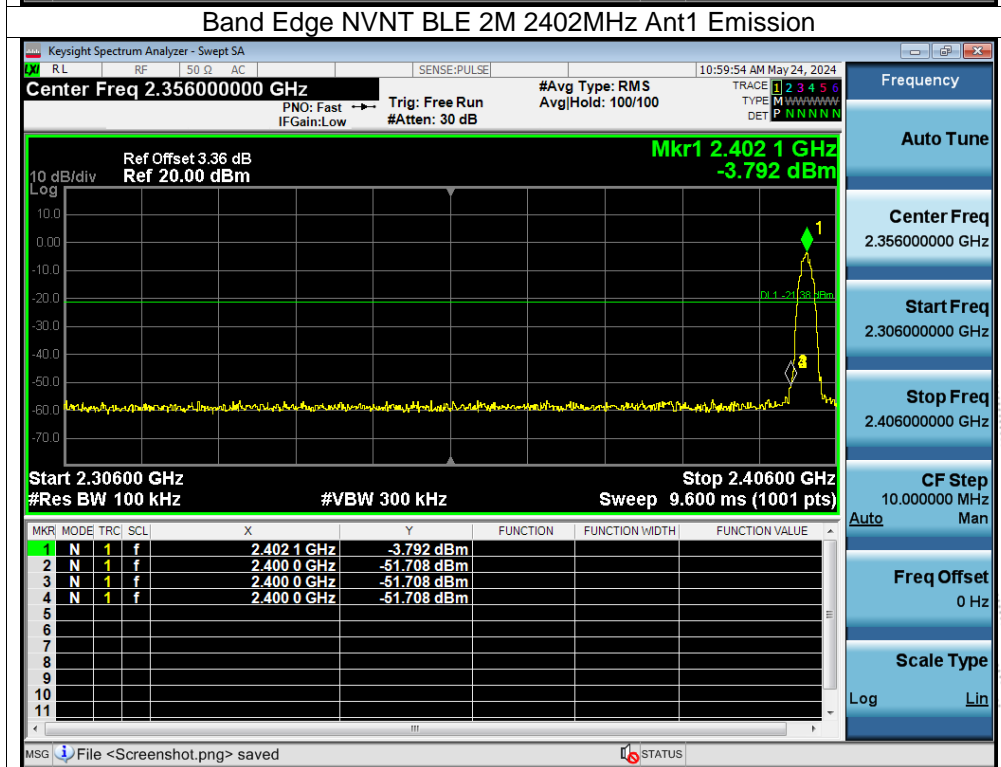 Band Edge NVNT BLE 2M 2402MHz Ant1 Emission
Keysight Spectrum Analyzer - Swept SA
LXI RL RF 50 Ω AC SENSE:PULSE 10:59:54 AM May 24, 2024
Center Freq 2.356000000 GHz
PNO: Fast
IFGain:Low
Trig: Free Run
#Atten: 30 dB
#Avg Type: RMS
Avg|Hold: 100/100
TRACE 1 2 3 4 5 6
TYPE M WWWWW
DET P N N N N N
Ref Offset 3.36 dB
10 dB/div Ref 20.00 dBm
Log
Mkr1 2.402 1 GHz
-3.792 dBm
10.0
0.00
-10.0
-20.0
-30.0
-40.0
-50.0
-60.0
-70.0
1
DL1 -21.38 dBm
Start 2.30600 GHz Stop 2.40600 GHz
#Res BW 100 kHz #VBW 300 kHz Sweep 9.600 ms (1001 pts)
MKR MODE TRC SCL X Y FUNCTION FUNCTION WIDTH FUNCTION VALUE
1 N 1 f 2.402 1 GHz -3.792 dBm
2 N 1 f 2.400 0 GHz -51.708 dBm
3 N 1 f 2.400 0 GHz -51.708 dBm
4 N 1 f 2.400 0 GHz -51.708 dBm
5
6
7
8
9
10
11
MSG File <Screenshot.png> saved STATUS
Frequency
Auto Tune
Center Freq
2.356000000 GHz
Start Freq
2.306000000 GHz
Stop Freq
2.406000000 GHz
CF Step
10.000000 MHz
Auto Man
Freq Offset
0 Hz
Scale Type
Log Lin